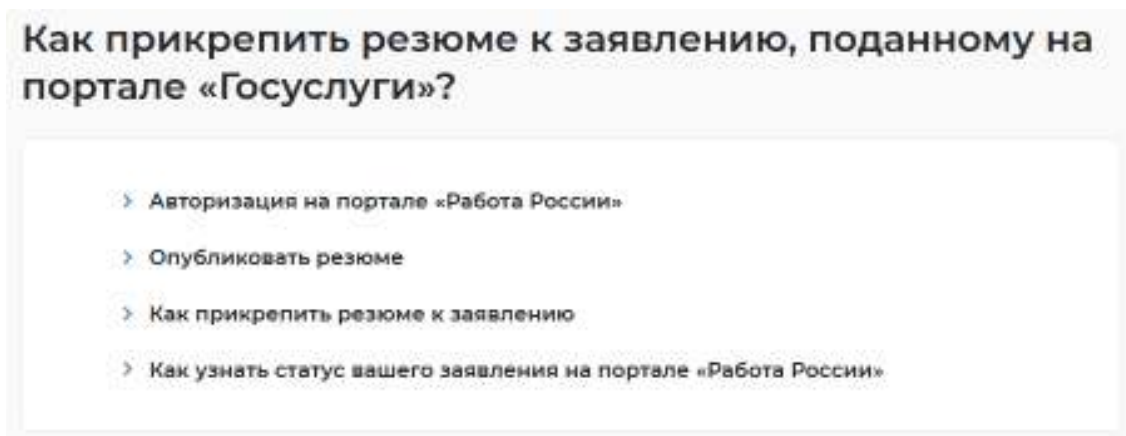 Как прикрепить резюме к заявлению, поданному на
портале «Госуслуги»?
Авторизация на портале «Работа России»
Опубликовать резюме
Как прикрепить резюме к заявлению
Как узнать статус вашего заявления на портале «Работа России»